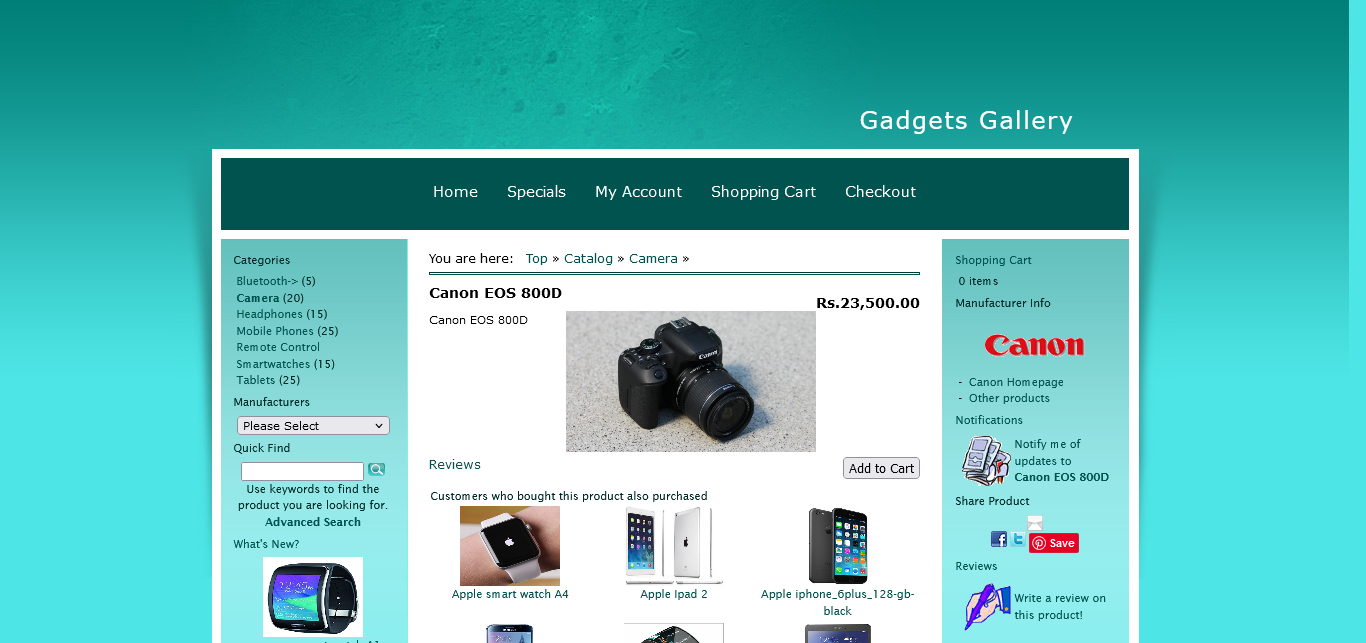 Gadgets Gallery
Home Specials My Account Shopping Cart Checkout
Categories
Bluetooth-> (5)
Camera (20)
Headphones (15)
Mobile Phones (25)
Remote Control
Smartwatches (15)
Tablets (25)
Manufacturers
Please Select
Quick Find
Use keywords to find the
product you are looking for.
Advanced Search
What's New?
You are here: Top » Catalog » Camera »
Canon EOS 800D
Rs.23,500.00
Canon EOS 800D
Canon
Reviews
Add to Cart
Customers who bought this product also purchased
Apple smart watch A4
Apple Ipad 2
Apple iphone_6plus_128-gb-
black
Shopping Cart
0 items
Manufacturer Info
Canon
- Canon Homepage
- Other products
Notifications
Notify me of
updates to
Canon EOS 800D
Share Product
Save
Reviews
Write a review on
this product!